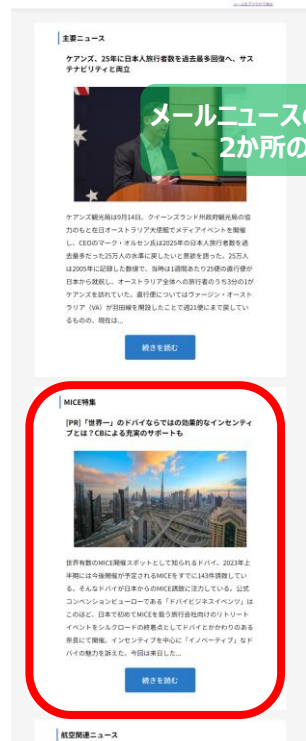 主要ニュース
ケアンズ、25年に日本人旅行者数を過去最多回復へ、サス
テナビリティと両立
メールニュースの
2か所の
ケアンズ観光局は9月14日、クイーンズランド州政府観光局の協
力のもと在日オーストラリア大使館でメディアイベントを開催
し、CEOのマーク・オルセン氏は2025年の日本人旅行者数を過
去最多だった25万人の水準に戻したいと意欲を語った。25万人
は2005年に記録した数値で、当時は1週間あたり25便の直行便が
日本から就航し、オーストラリア全体への旅行者のうち3分の1が
ケアンズを訪れていた。直行便についてはヴァージン・オースト
ラリア（VA）が羽田線を開設したことで週21便にまで戻してい
るものの、現在は...
続きを読む
MICE特集
[PR]「世界一」のドバイならではの効果的なインセンティ
ブとは？CBによる充実のサポートも
世界有数のMICE開催スポットとして知られるドバイ、2023年上
半期には今後開催が予定されるMICEをすでに143件誘致してい
る。そんなドバイが日本からのMICE誘致に注力している。公式
コンベンションビューローである「ドバイビジネスイベンツ」は
このほど、日本で初めてMICEを扱う旅行会社向けのリトリート
イベントをシルクロードの終着点としてドバイとかかわりのある
奈良にて開催。インセンティブを中心に「イノベーティブ」なド
バイの魅力を訴えた。今回は来日した...
続きを読む
航空関連ニュース